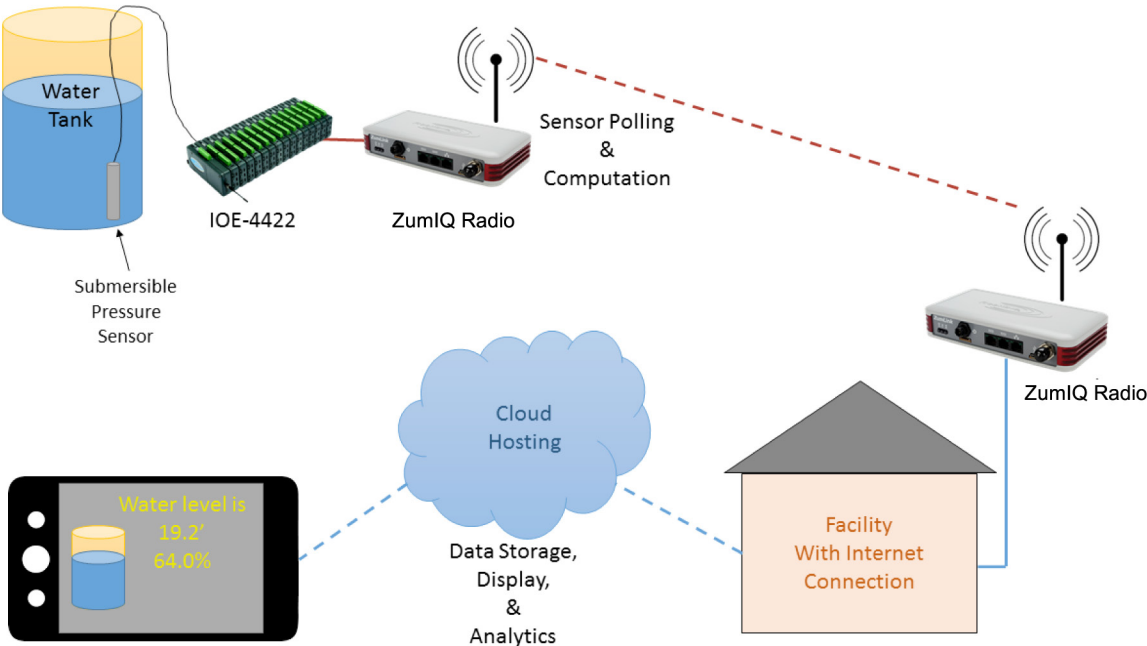 Water
Tank
Sensor Polling
&
Computation
IOE-4422
ZumIQ Radio
Submersible
Pressure
Sensor
ZumIQ Radio
Cloud
Hosting
Water level is
19.2’
64.0%
Facility
With Internet
Connection
Data Storage,
Display,
&
Analytics